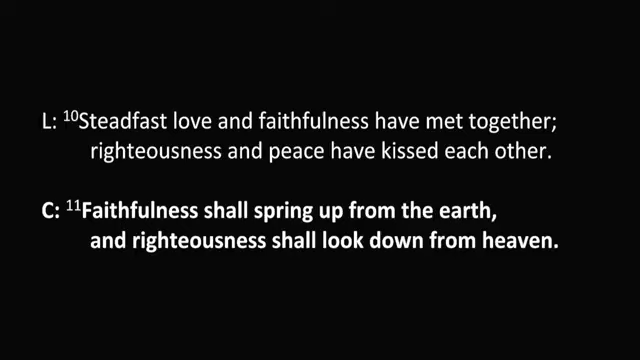 L: ¹⁰Steadfast love and faithfulness have met together;
righteousness and peace have kissed each other.
C: ¹¹Faithfulness shall spring up from the earth,
and righteousness shall look down from heaven.